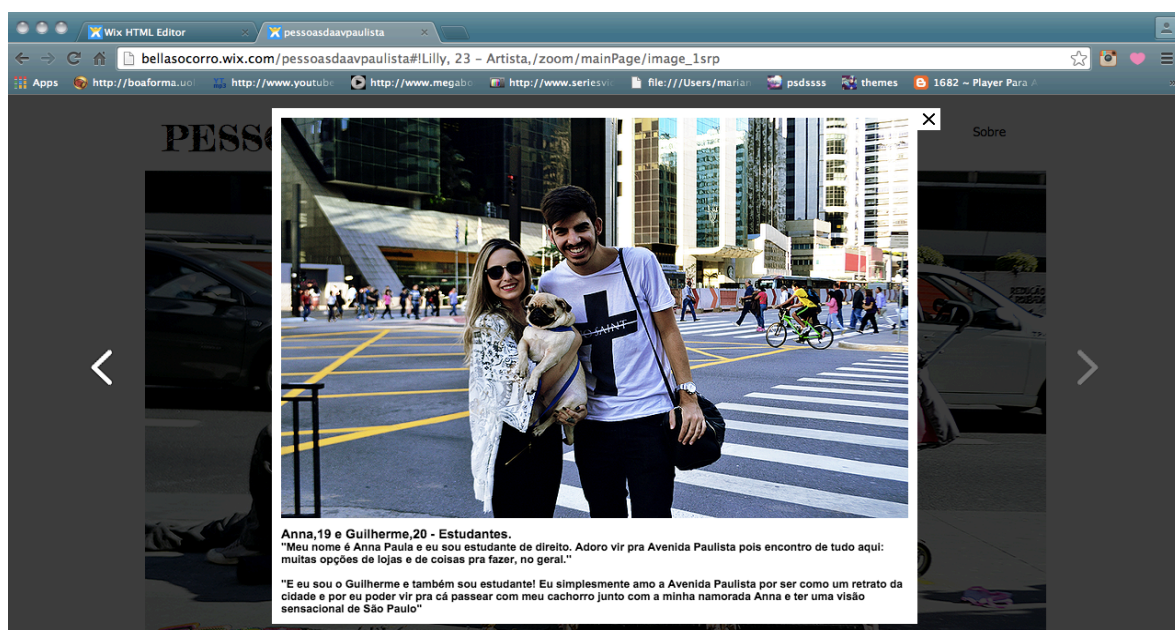 Wix HTML Editor
pessoasdaavpaulista
bellasocorro.wix.com/pessoasdaavpaulista#!Lilly, 23 – Artista,/zoom/mainPage/image_1srp
Apps http://boaforma.uo http://www.youtube http://www.megabo http://www.seriesvi file:///Users/marian psdssss themes 1682 ~ Player Para A
PESSO
Sobre
SAINT
Anna,19 e Guilherme,20 - Estudantes.
"Meu nome é Anna Paula e eu sou estudante de direito. Adoro vir pra Avenida Paulista pois encontro de tudo aqui:
muitas opções de lojas e de coisas pra fazer, no geral."
"E eu sou o Guilherme e também sou estudante! Eu simplesmente amo a Avenida Paulista por ser como um retrato da
cidade e por eu poder vir pra cá passear com meu cachorro junto com a minha namorada Anna e ter uma visão
sensacional de São Paulo"